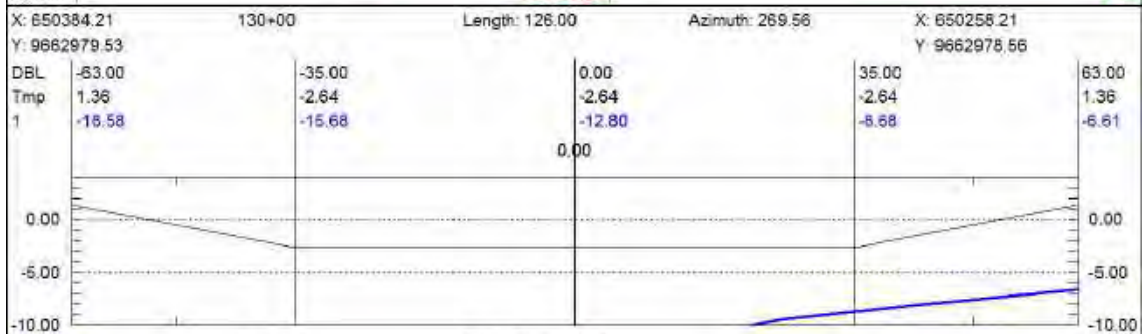 X: 650384.21 130+00 Length: 126.00 Azimuth: 269.56 X: 650258.21
Y: 9662979.53 Y: 9662978.56
DBL -63.00 -35.00 0.00 35.00 63.00
Tmp 1.36 -2.64 -2.64 -2.64 1.36
1 -18.58 -15.68 -12.80 -8.68 -6.61
0.00
0.00 0.00
-5.00 -5.00
-10.00 -10.00